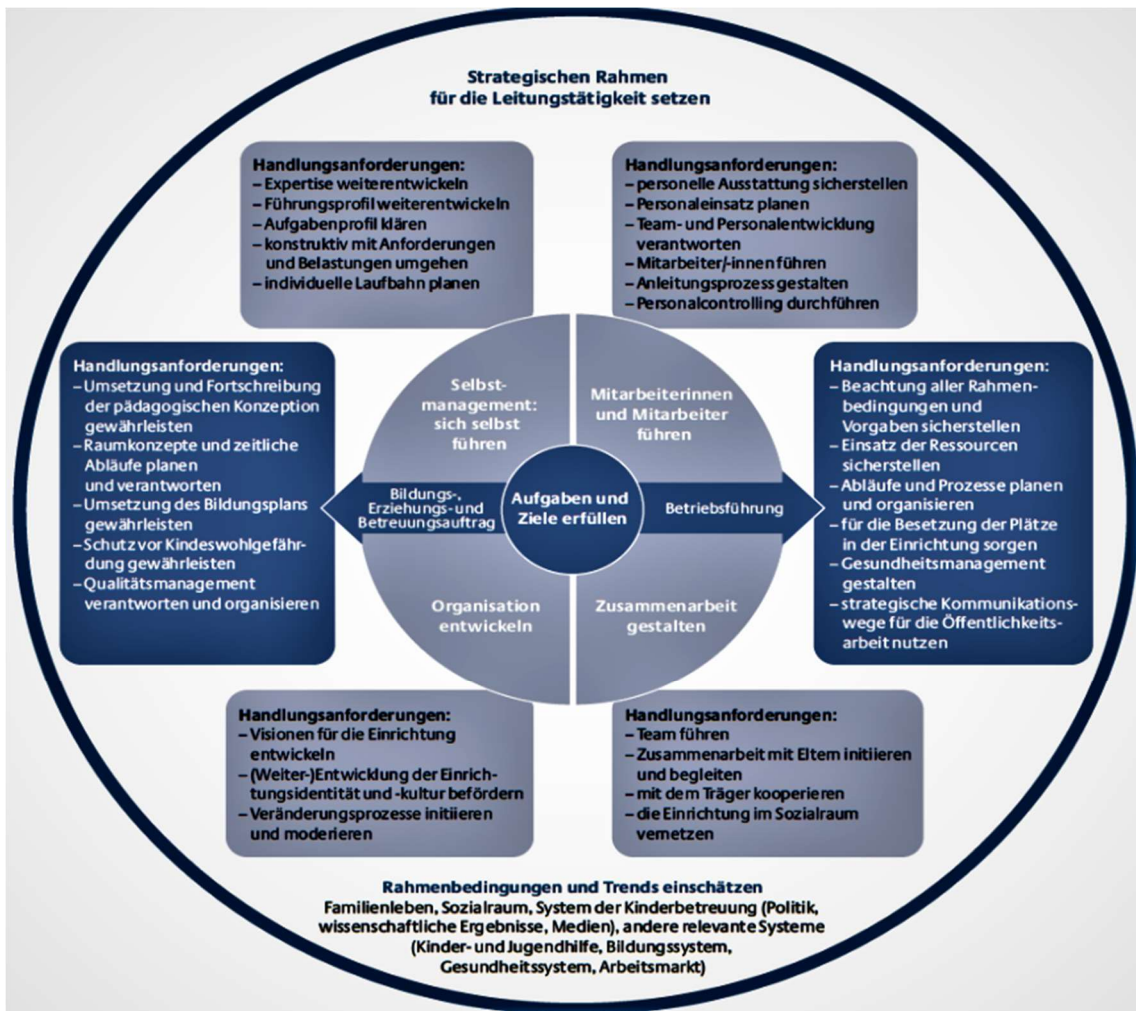 Strategischen Rahmen
für die Leitungstätigkeit setzen
Handlungsanforderungen:
– Expertise weiterentwickeln
– Führungsprofil weiterentwickeln
– Aufgabenprofil klären
– konstruktiv mit Anforderungen
und Belastungen umgehen
– individuelle Laufbahn planen
Handlungsanforderungen:
– personelle Ausstattung sicherstellen
– Personaleinsatz planen
– Team- und Personalentwicklung
verantworten
– Mitarbeiter/-innen führen
– Anleitungsprozess gestalten
– Personalcontrolling durchführen
Handlungsanforderungen:
– Umsetzung und Fortschreibung
der pädagogischen Konzeption
gewährleisten
– Raumkonzepte und zeitliche
Abläufe planen
und verantworten
– Umsetzung des Bildungsplans
gewährleisten
– Schutz vor Kindeswohlgefähr-
dung gewährleisten
– Qualitätsmanagement
verantworten und organisieren
Selbst-
management:
sich selbst
führen
Mitarbeiterinnen
und Mitarbeiter
führen
Bildungs-,
Erziehungs- und
Betreuungsauftrag
Aufgaben und
Ziele erfüllen
Betriebsführung
Organisation
entwickeln
Zusammenarbeit
gestalten
Handlungsanforderungen:
– Beachtung aller Rahmen-
bedingungen und
Vorgaben sicherstellen
– Einsatz der Ressourcen
sicherstellen
– Abläufe und Prozesse planen
und organisieren
– für die Besetzung der Plätze
in der Einrichtung sorgen
– Gesundheitsmanagement
gestalten
– strategische Kommunikations-
wege für die Öffentlichkeits-
arbeit nutzen
Handlungsanforderungen:
– Visionen für die Einrichtung
entwickeln
– (Weiter-)Entwicklung der Einrich-
tungsidentität und -kultur befördern
– Veränderungsprozesse initiieren
und moderieren
Handlungsanforderungen:
– Team führen
– Zusammenarbeit mit Eltern initiieren
und begleiten
– mit dem Träger kooperieren
– die Einrichtung im Sozialraum
vernetzen
Rahmenbedingungen und Trends einschätzen
Familienleben, Sozialraum, System der Kinderbetreuung (Politik,
wissenschaftliche Ergebnisse, Medien), andere relevante Systeme
(Kinder- und Jugendhilfe, Bildungssystem,
Gesundheitssystem, Arbeitsmarkt)